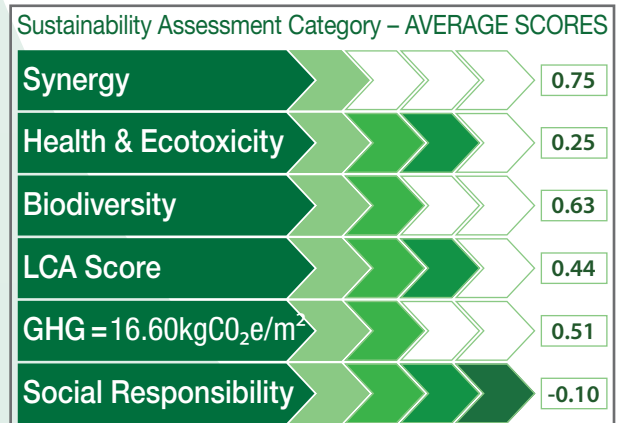 Sustainability Assessment Category – AVERAGE SCORES
Synergy 0.75
Health & Ecotoxicity 0.25
Biodiversity 0.63
LCA Score 0.44
GHG = 16.60kgC0₂e/m² 0.51
Social Responsibility -0.10